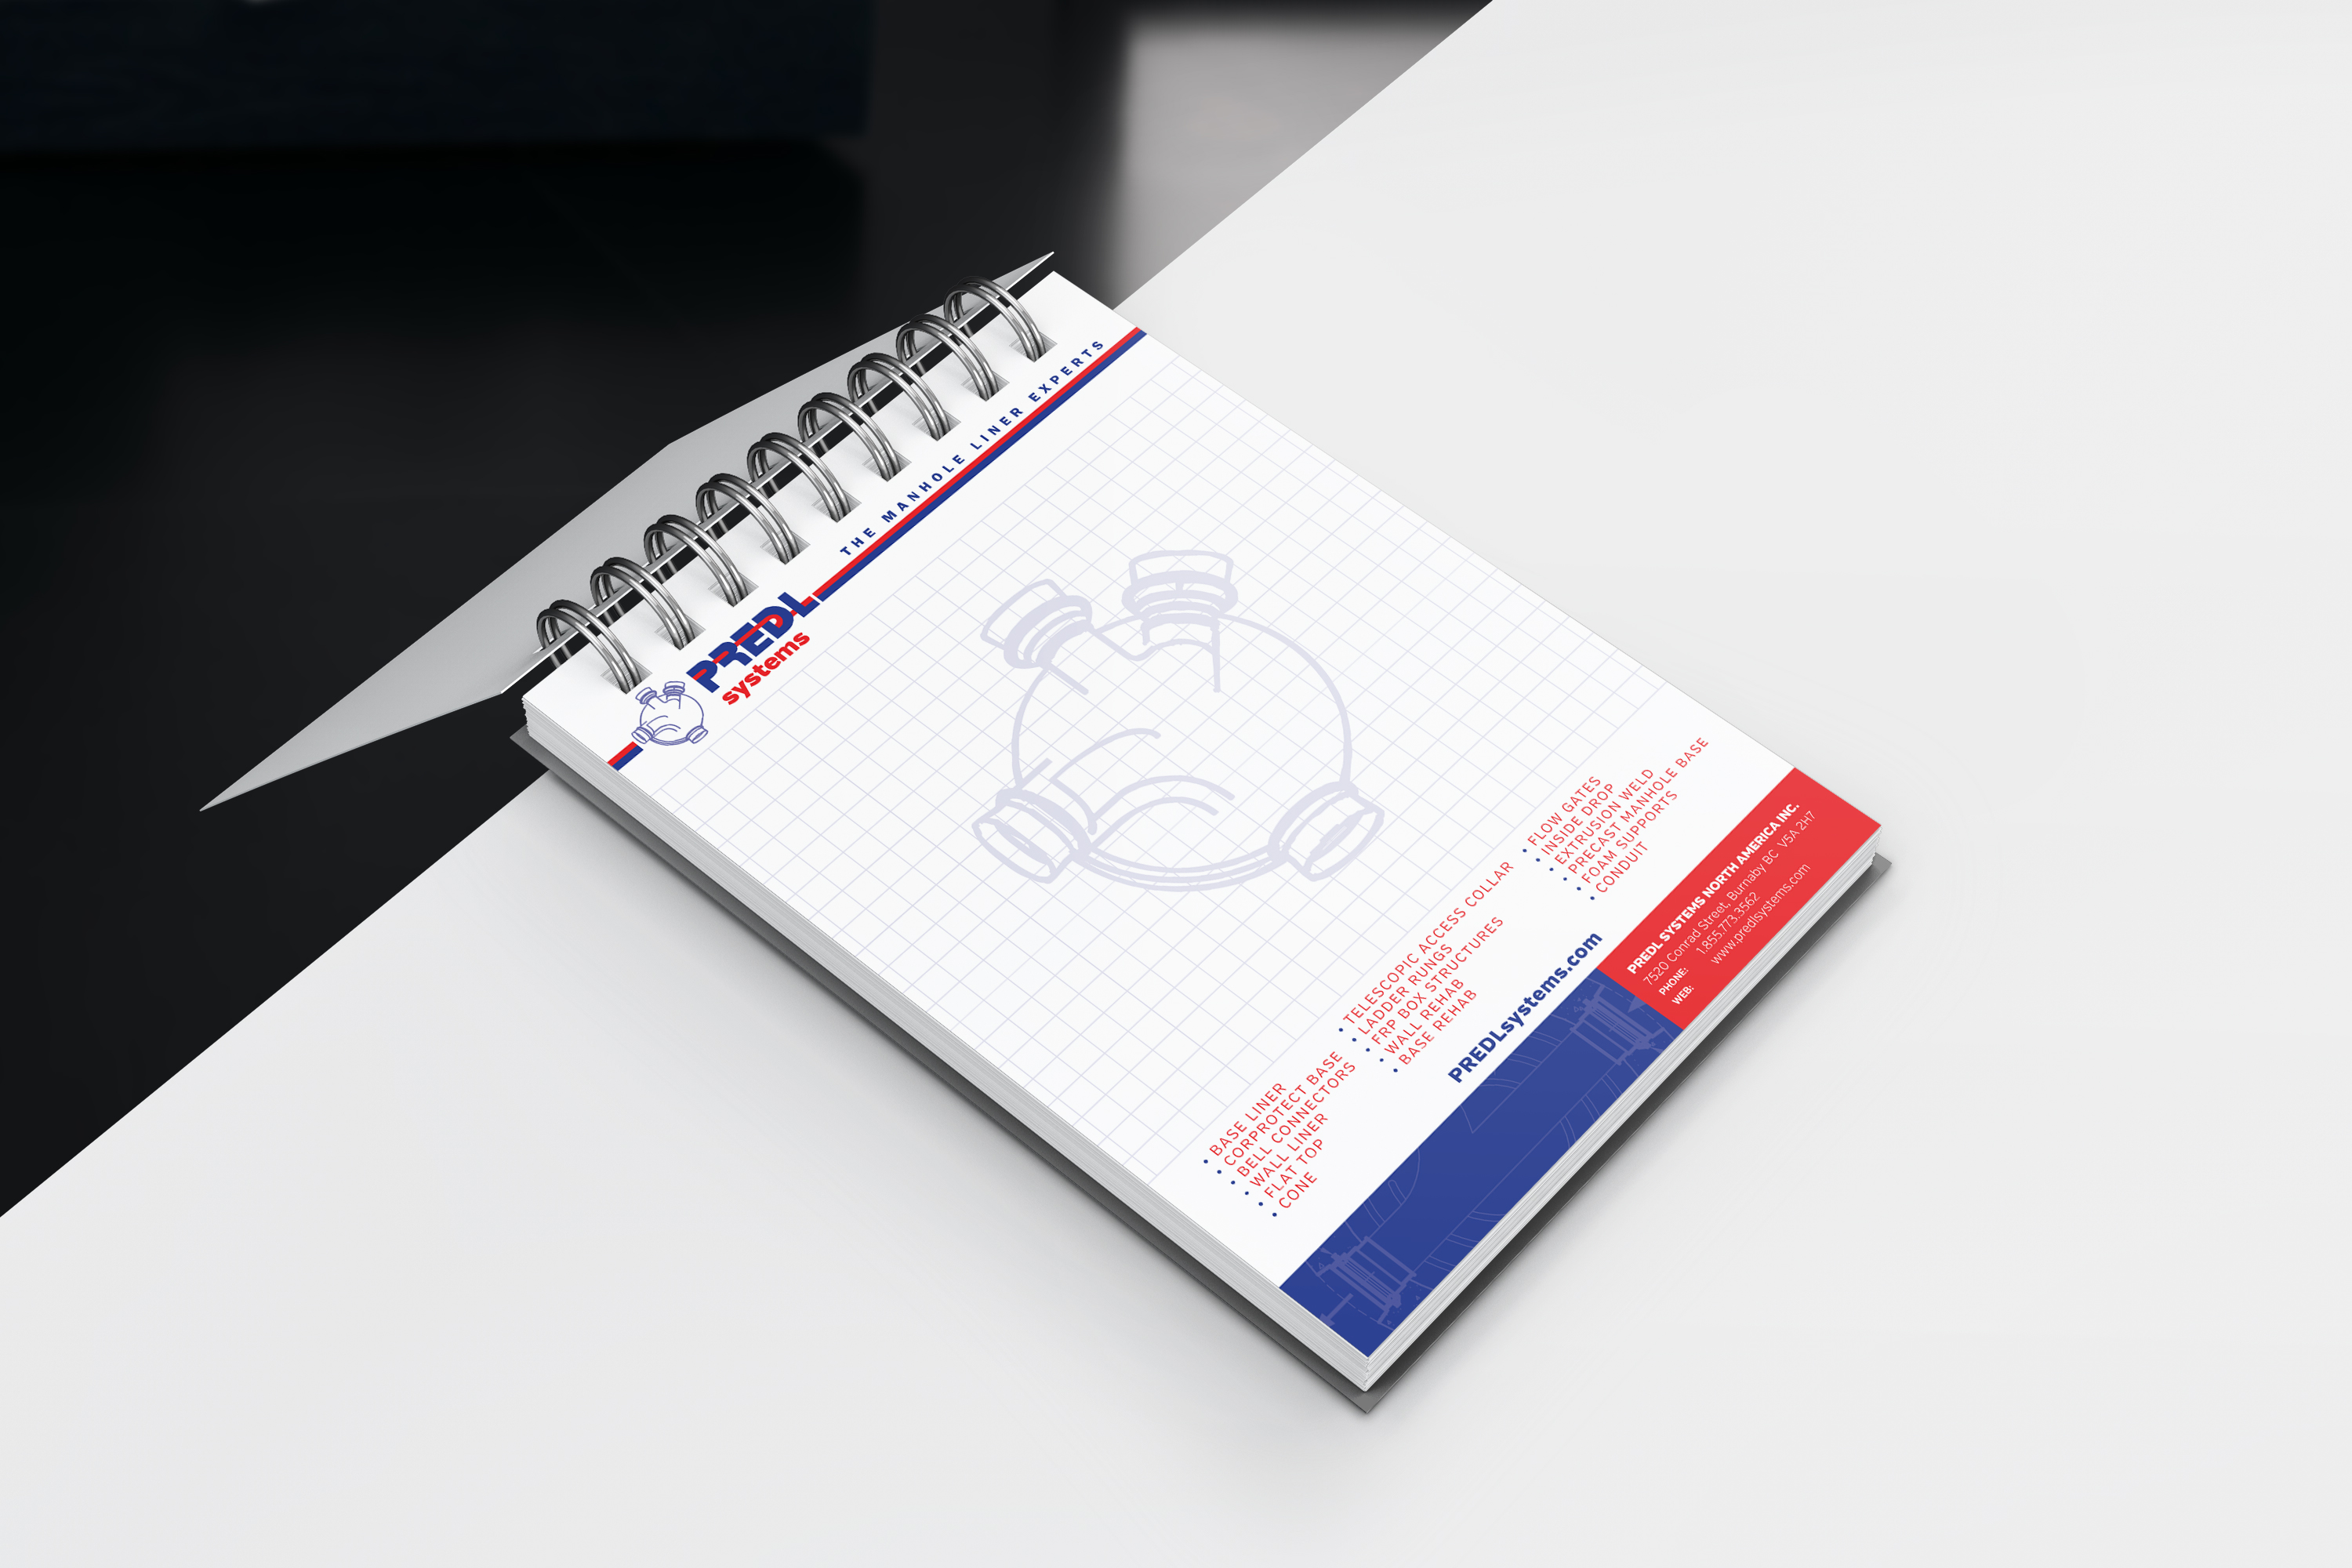 THE MANHOLE LINER EXPERTS
PREDL
systems
• BASE LINER
• CORPROTECT BASE
• BELL CONNECTORS
• WALL LINER
• FLAT TOP
• CONE
• TELESCOPIC ACCESS COLLAR
• LADDER RUNGS
• FRP BOX STRUCTURES
• WALL REHAB
• BASE REHAB
• FLOW GATES
• INSIDE DROP
• EXTRUSION WELD
• PRECAST MANHOLE BASE
• FOAM SUPPORTS
• CONDUIT
PREDLsystems.com
PREDL SYSTEMS NORTH AMERICA INC.
7520 Conrad Street, Burnaby BC V5A 2H7
PHONE: 1.855.773.3562
WEB: www.predlsystems.com